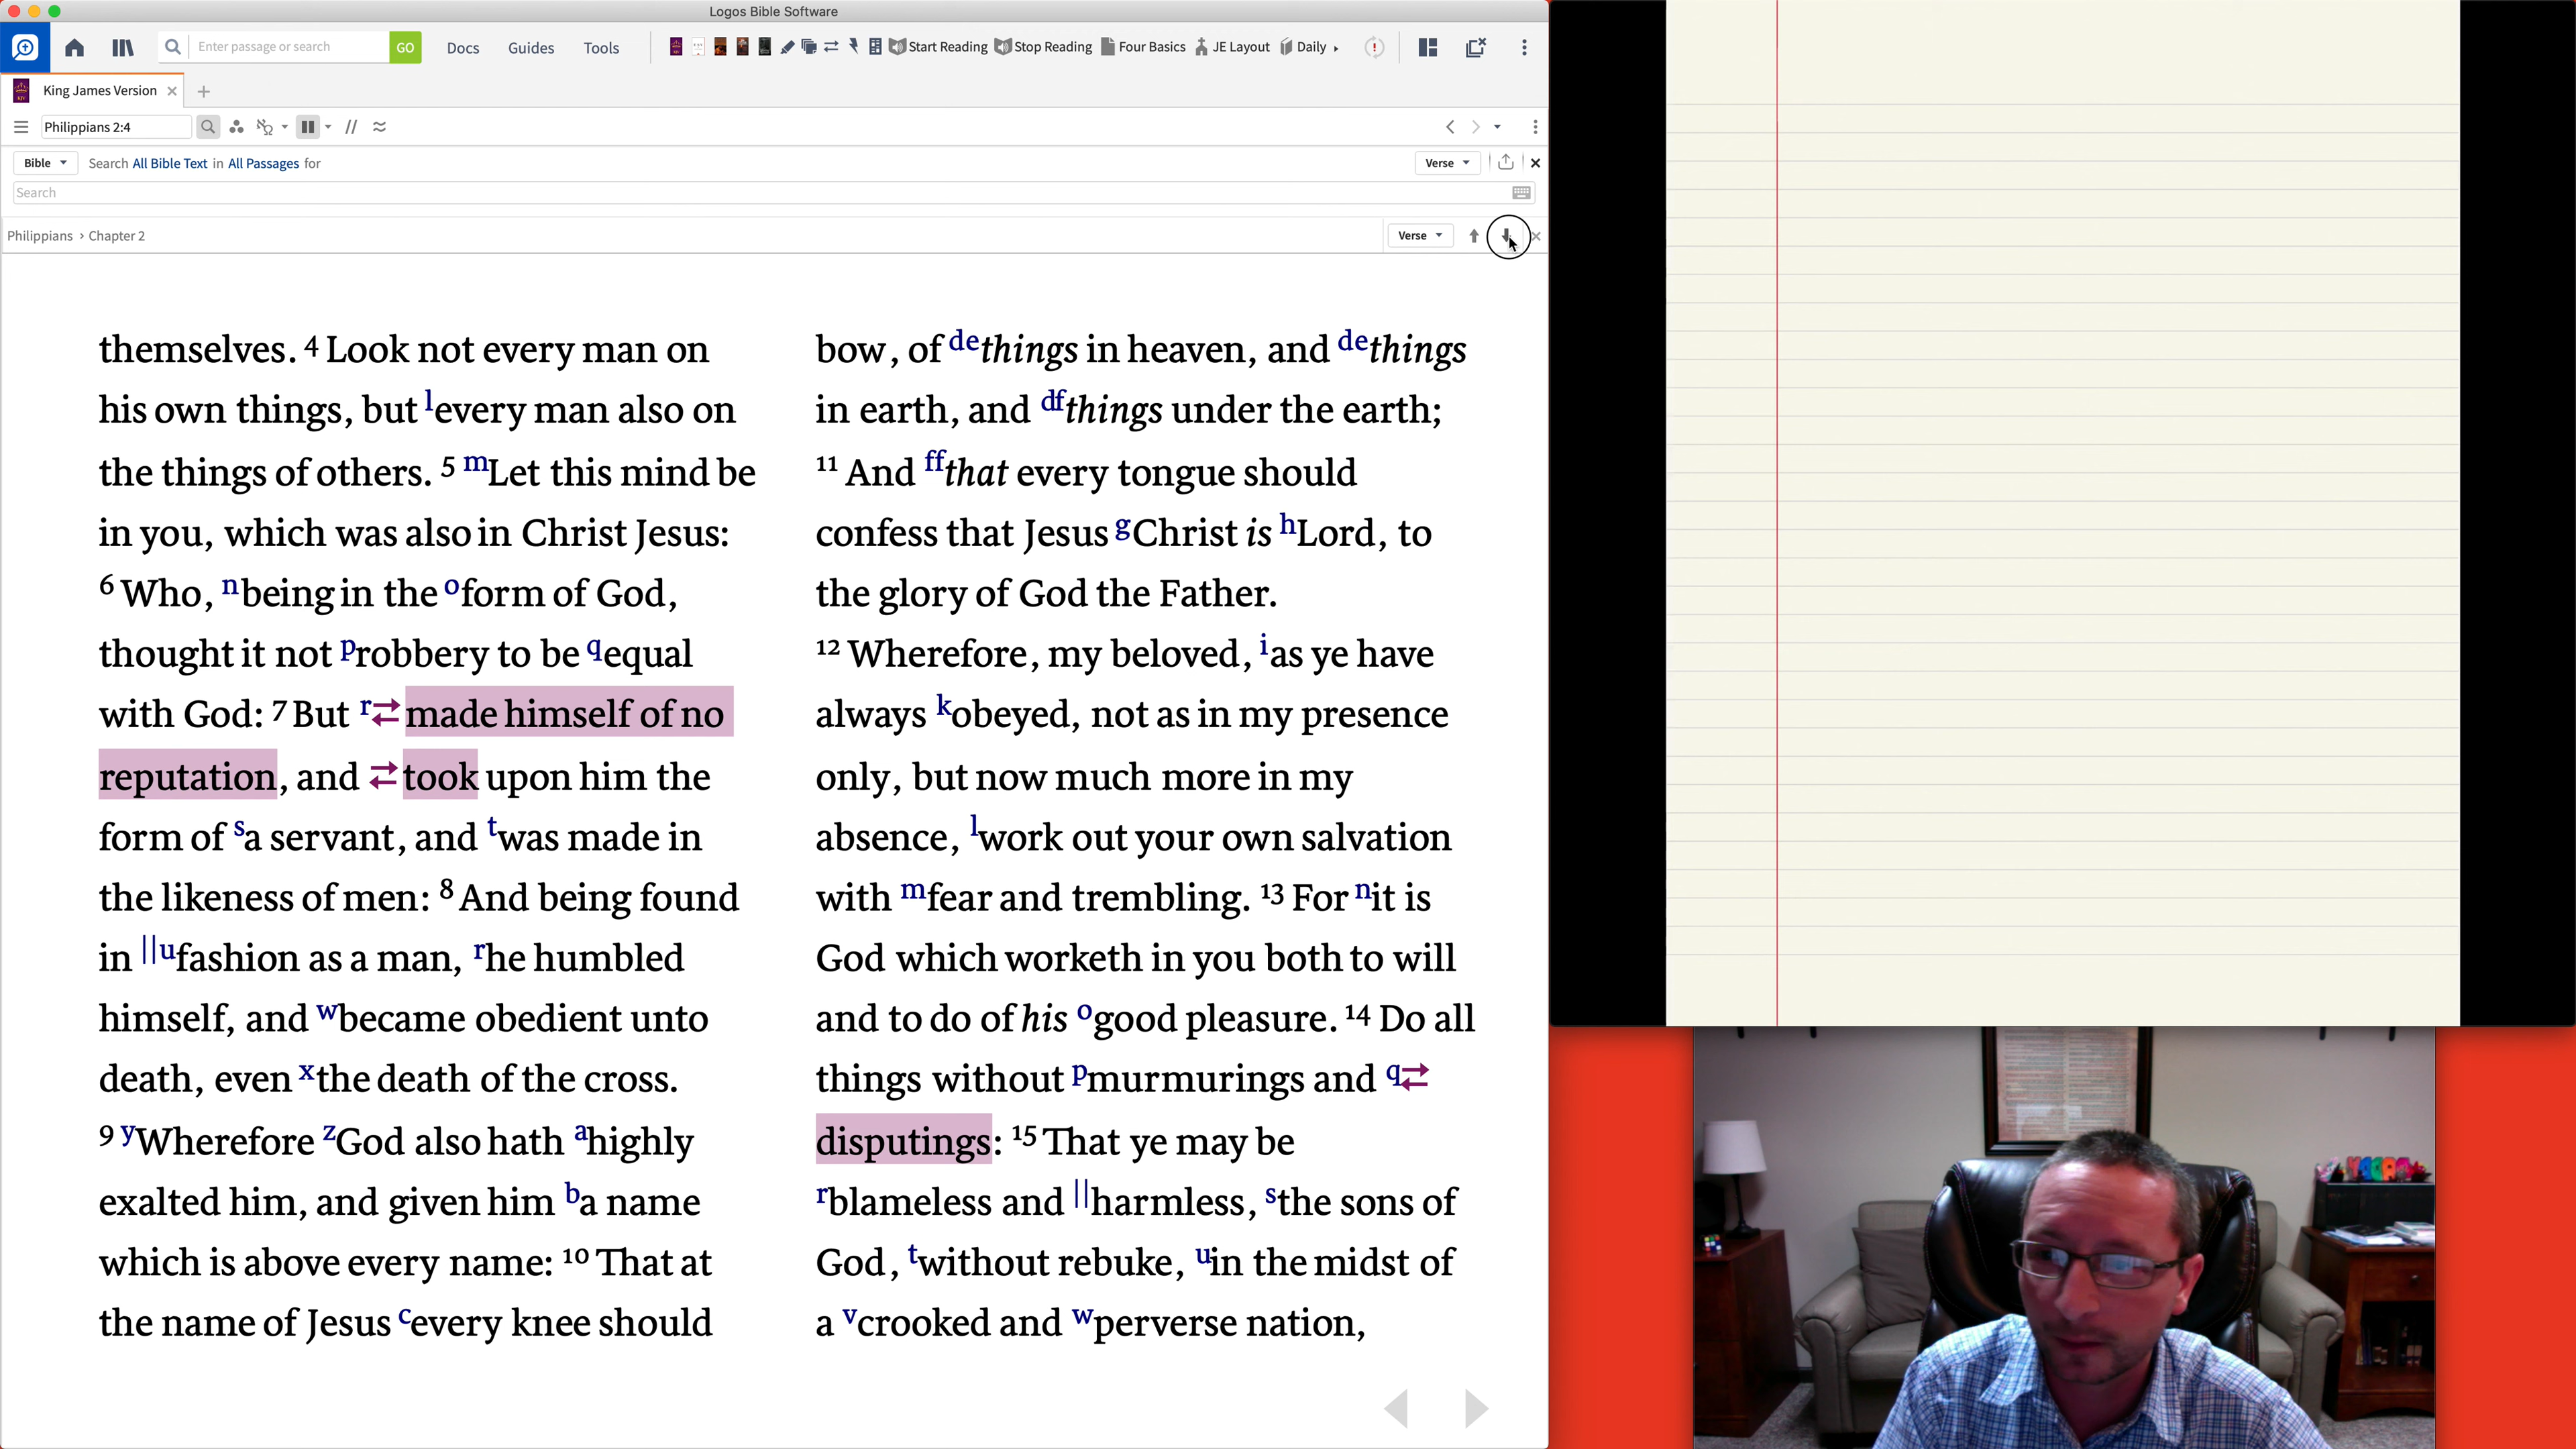 Logos Bible Software
Enter passage or search GO Docs Guides Tools Start Reading Stop Reading Four Basics JE Layout Daily
King James Version
Philippians 2:4
Bible Search All Bible Text in All Passages for Verse
Search
Philippians › Chapter 2 Verse
themselves. 4 Look not every man on
his own things, but l every man also on
the things of others. 5 m Let this mind be
in you, which was also in Christ Jesus:
6 Who, n being in the o form of God,
thought it not p robbery to be q equal
with God: 7 But r made himself of no
reputation, and took upon him the
form of s a servant, and t was made in
the likeness of men: 8 And being found
in || u fashion as a man, r he humbled
himself, and w became obedient unto
death, even x the death of the cross.
9 y Wherefore z God also hath a highly
exalted him, and given him b a name
which is above every name: 10 That at
the name of Jesus c every knee should
bow, of de things in heaven, and de things
in earth, and df things under the earth;
11 And ff that every tongue should
confess that Jesus g Christ is h Lord, to
the glory of God the Father.
12 Wherefore, my beloved, i as ye have
always k obeyed, not as in my presence
only, but now much more in my
absence, l work out your own salvation
with m fear and trembling. 13 For n it is
God which worketh in you both to will
and to do of his o good pleasure. 14 Do all
things without p murmurings and q
disputings: 15 That ye may be
r blameless and || harmless, s the sons of
God, t without rebuke, u in the midst of
a v crooked and w perverse nation,